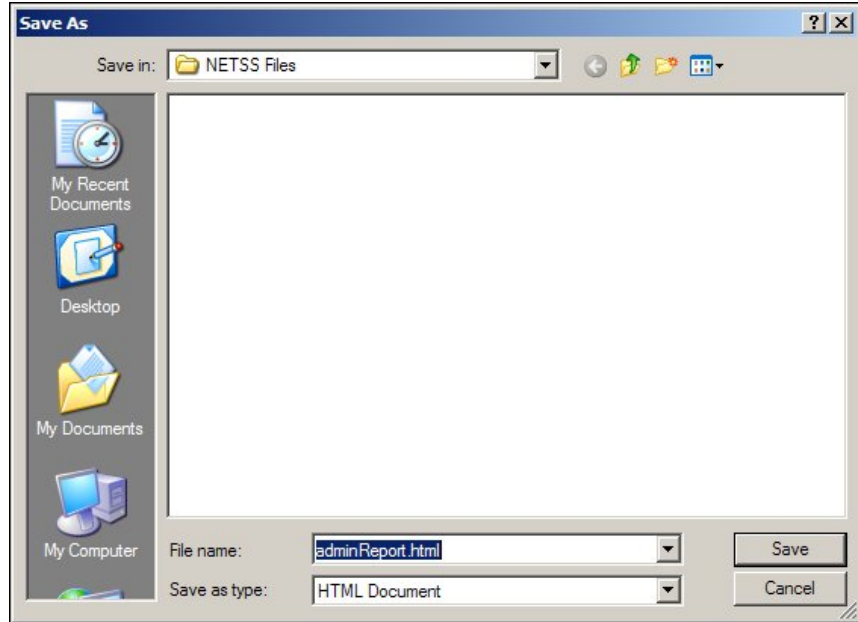 Save As
Save in:
NETSS Files
My Recent
Documents
Desktop
My Documents
My Computer
File name:
adminReport.html
Save
Save as type:
HTML Document
Cancel